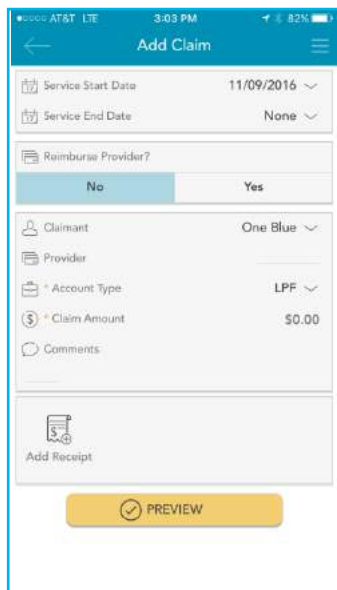 AT&T LTE 3:03 PM 82%
Add Claim
Service Start Date 11/09/2016
Service End Date None
Reimburse Provider?
No Yes
Claimant One Blue
Provider
* Account Type LPF
* Claim Amount $0.00
Comments
Add Receipt
PREVIEW